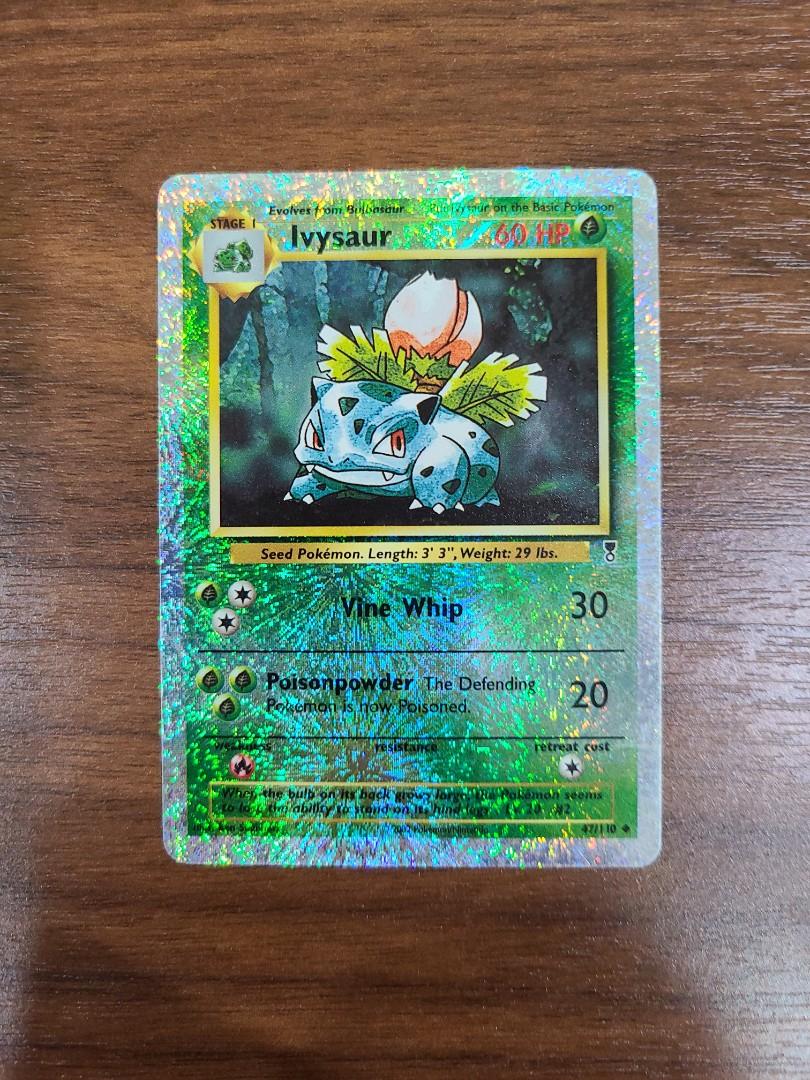 Evolves from Bulbasaur Put Ivysaur on the Basic Pokémon
STAGE 1
Ivysaur 60 HP
Seed Pokémon. Length: 3' 3", Weight: 29 lbs.
Vine Whip 30
Poisonpowder The Defending
Pokémon is now Poisoned. 20
weakness resistance retreat cost
When the bulb on its back grows large, the Pokémon seems
to lose the ability to stand on its hind legs.
47/110